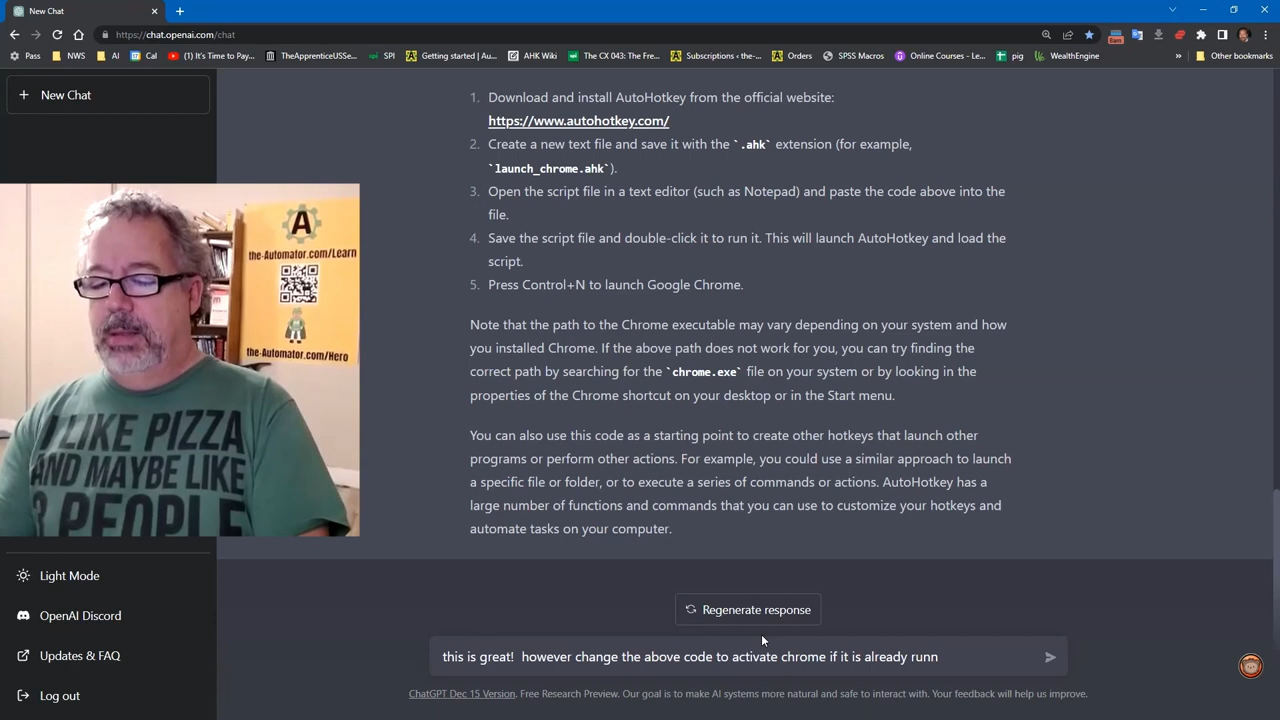 New Chat
https://chat.openai.com/chat
Pass
NWS
AI
Cal
(1) It's Time to Pay...
TheApprenticeUSSe...
SPI
Getting started | Au...
AHK Wiki
The CX 043: The Fre...
Subscriptions ‹ the-...
Orders
SPSS Macros
Online Courses - Le...
pig
WealthEngine
»
Other bookmarks
+ New Chat
1. Download and install AutoHotkey from the official website:
https://www.autohotkey.com/
2. Create a new text file and save it with the `.ahk` extension (for example,
`launch_chrome.ahk`).
3. Open the script file in a text editor (such as Notepad) and paste the code above into the
file.
4. Save the script file and double-click it to run it. This will launch AutoHotkey and load the
script.
5. Press Control+N to launch Google Chrome.
Note that the path to the Chrome executable may vary depending on your system and how
you installed Chrome. If the above path does not work for you, you can try finding the
correct path by searching for the `chrome.exe` file on your system or by looking in the
properties of the Chrome shortcut on your desktop or in the Start menu.
You can also use this code as a starting point to create other hotkeys that launch other
programs or perform other actions. For example, you could use a similar approach to launch
a specific file or folder, or to execute a series of commands or actions. AutoHotkey has a
large number of functions and commands that you can use to customize your hotkeys and
automate tasks on your computer.
A
the-Automator.com/Learn
the-Automator.com/Hero
I LIKE PIZZA
AND MAYBE LIKE
3 PEOPLE
Light Mode
OpenAI Discord
Updates & FAQ
Log out
Regenerate response
this is great!  however change the above code to activate chrome if it is already runn
ChatGPT Dec 15 Version. Free Research Preview. Our goal is to make AI systems more natural and safe to interact with. Your feedback will help us improve.